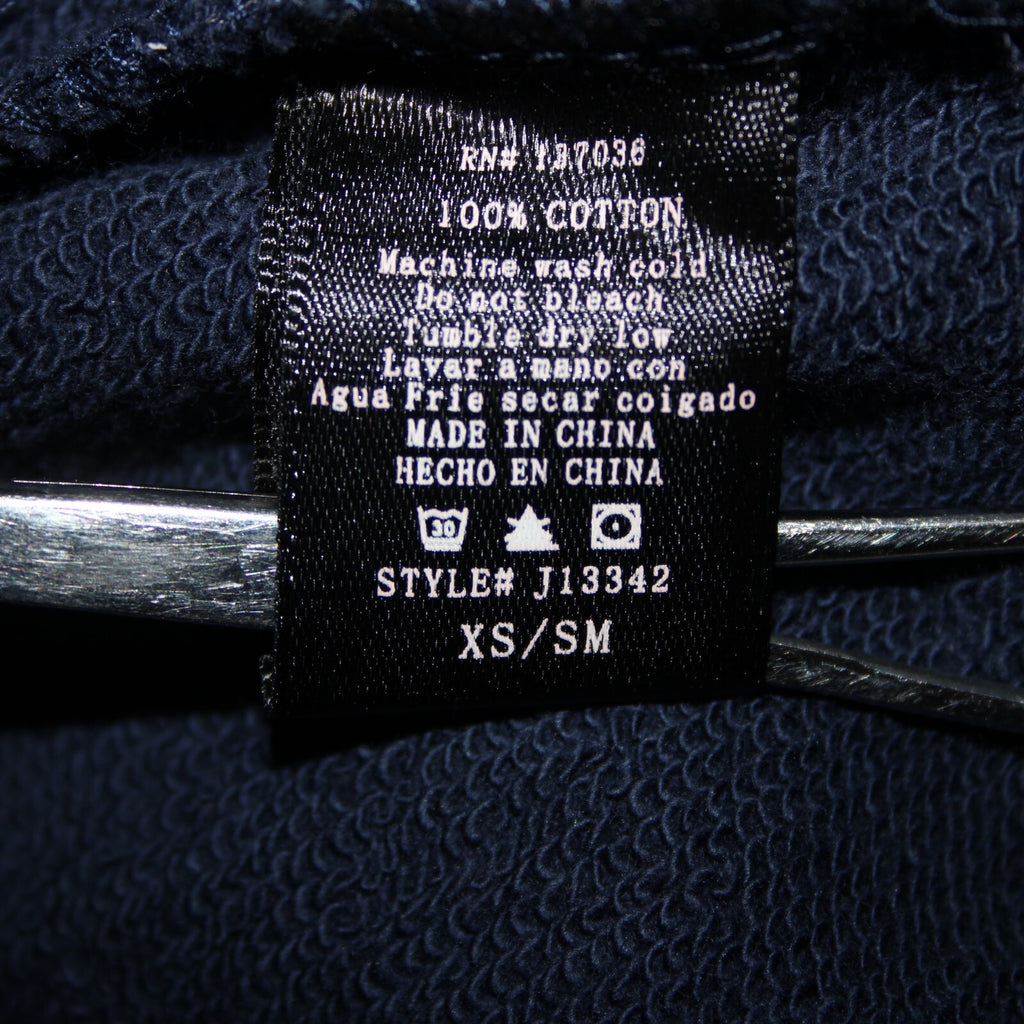 RN# 137036
100% COTTON
Machine wash cold
Do not bleach
Tumble dry low
Lavar a mano con
Agua Frie secar coigado
MADE IN CHINA
HECHO EN CHINA
30
STYLE# J13342
XS/SM